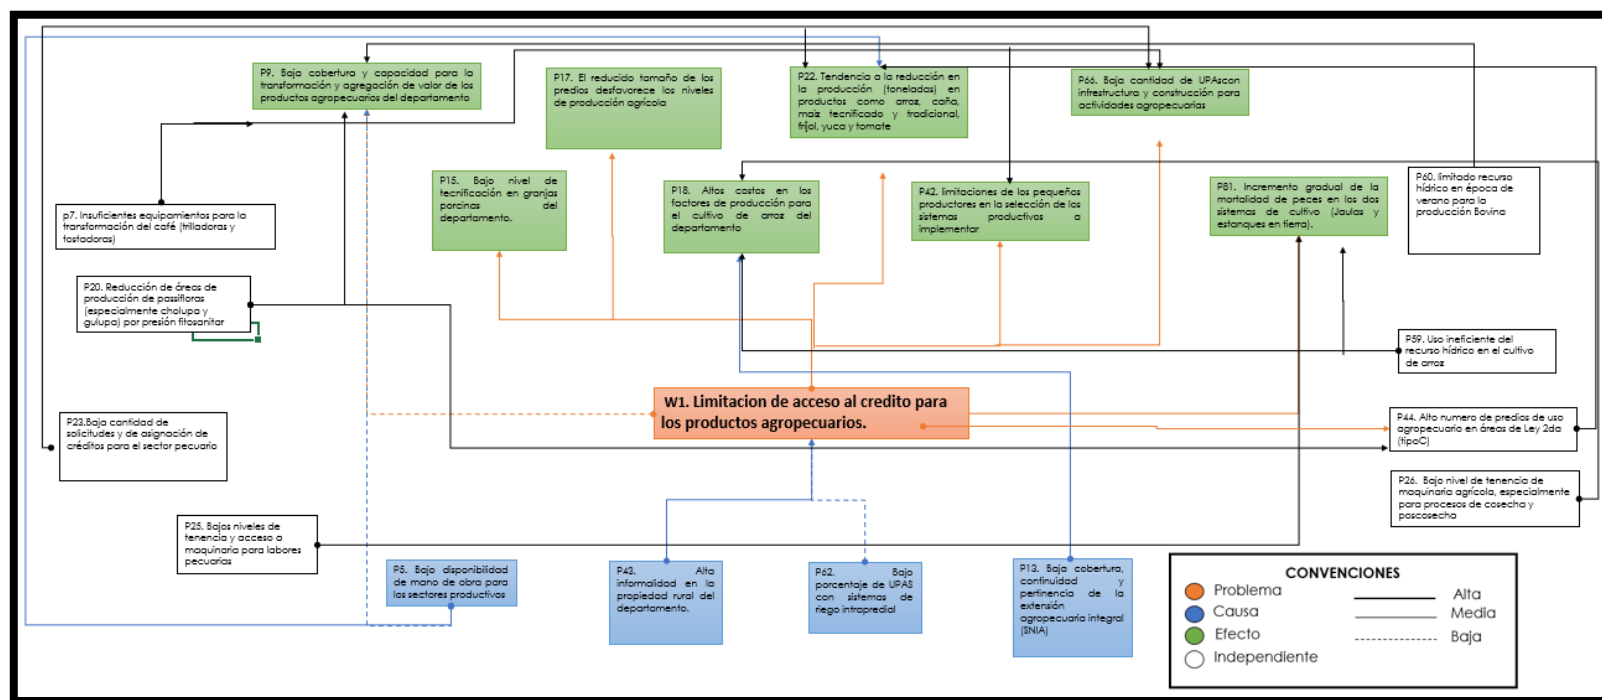 P9. Baja cobertura y capacidad para la
transformación y agregación de valor de los
productos agropecuarios del departamento
P17. El reducido tamaño de los
predios desfavorece los niveles
de producción agrícola
P22. Tendencia a la reducción en
la producción (toneladas) en
productos como arroz, caña,
maíz tecnificado y tradicional,
fríjol, yuca y tomate
P66. Baja cantidad de UPAscon
infrestructura y construcción para
actividades agropecuarias
P15. Bajo nivel de
tecnificación en granjas
porcinas del
departamento.
P18. Altos costos en los
factores de producción para
el cultivo de arroz del
departamento
P42. limitaciones de los pequeños
productores en la selección de los
sistemas productivos a
implementar
P81. Incremento gradual de la
mortalidad de peces en los dos
sistemas de cultivo (Jaulas y
estanques en tierra).
P60. limitado recurso
hídrico en época de
verano para la
producción Bovina
p7. Insuficientes equipamientos para la
transformación del café (trilladoras y
tostadoras)
P20. Reducción de áreas de
producción de passifloras
(especialmente cholupa y
gulupa) por presión fitosanitar
P59. Uso ineficiente del
recurso hídrico en el cultivo
de arroz
W1. Limitacion de acceso al credito para
los productos agropecuarios.
P23.Baja cantidad de
solicitudes y de asignación de
créditos para el sector pecuario
P44. Alto numero de predios de uso
agropecuario en áreas de Ley 2da
(tipoC)
P26. Bajo nivel de tenencia de
maquinaria agrícola, especialmente
para procesos de cosecha y
poscosecha
P25. Bajos niveles de
tenencia y acceso a
maquinaria para labores
pecuarias
P5. Bajo disponibilidad
de mano de obra para
los sectores productivos
P43. Alta
informalidad en la
propiedad rural del
departamento.
P62. Bajo
porcentaje de UPAS
con sistemas de
riego intrapredial
P13. Baja cobertura,
continuidad y
pertinencia de la
extensión
agropecuaria integral
(SNIA)
CONVENCIONES
Problema
Causa
Efecto
Independiente
Alta
Media
Baja